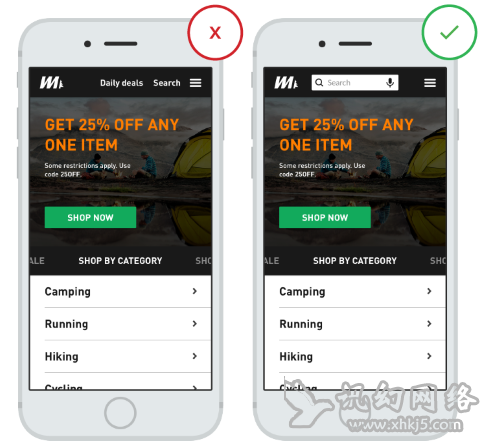 X
Daily deals Search
GET 25% OFF ANY
ONE ITEM
Some restrictions apply. Use
code 25OFF.
SHOP NOW
ALE SHOP BY CATEGORY SHO
Camping
Running
Hiking
Cycling
Search
GET 25% OFF ANY
ONE ITEM
Some restrictions apply. Use
code 25OFF.
SHOP NOW
ALE SHOP BY CATEGORY SHO
Camping
Running
Hiking
Cycling
讯幻网络
www.xhkj5.com